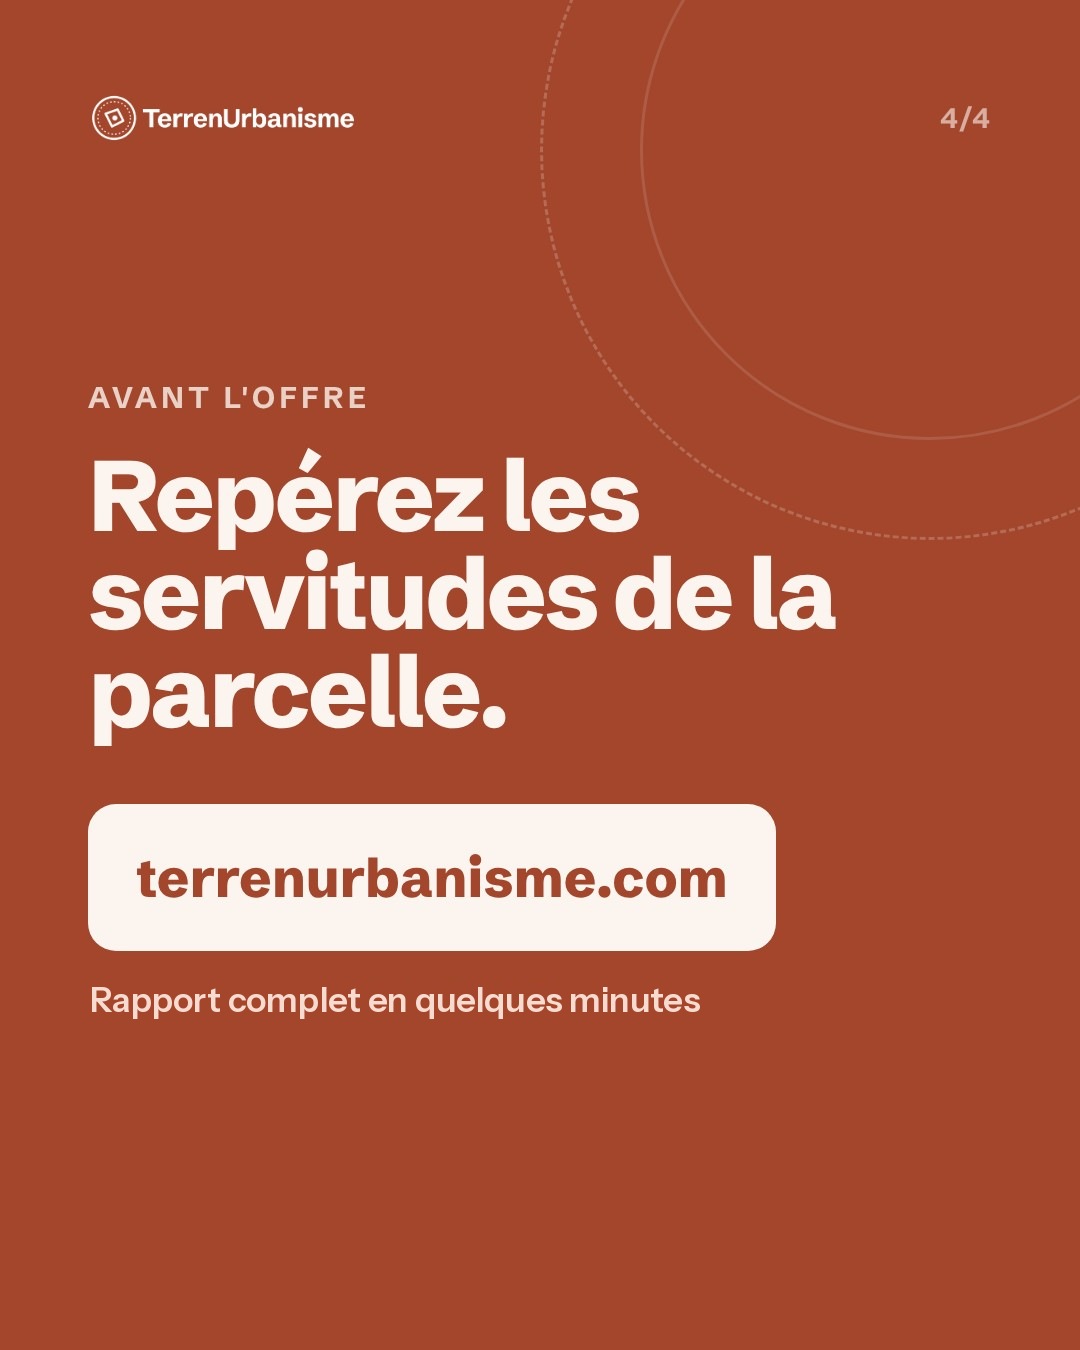 TerrenUrbanisme
4/4
AVANT L'OFFRE
Repérez les
servitudes de la
parcelle.
terrenurbanisme.com
Rapport complet en quelques minutes